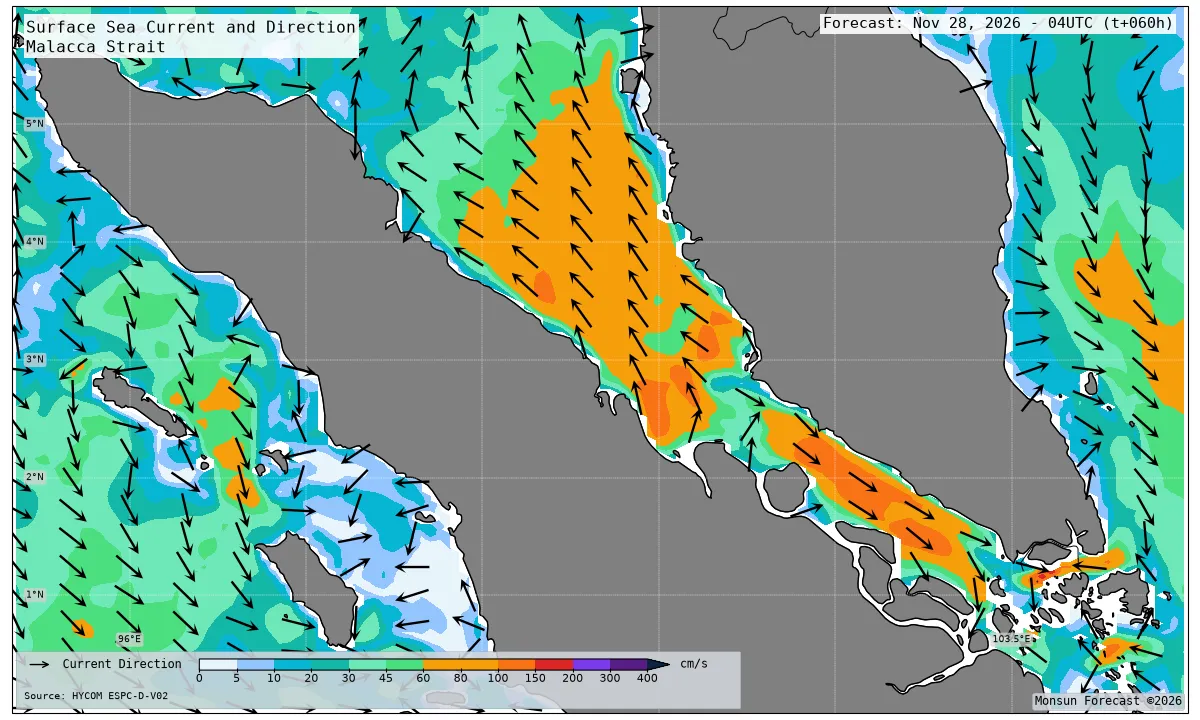 Surface Sea Current and Direction
Malacca Strait
Forecast: Nov 28, 2026 - 04UTC (t+060h)
5°N
4°N
3°N
2°N
1°N
96°E
103.5°E
Current Direction
0 5 10 20 30 45 60 80 100 150 200 300 400
cm/s
Source: HYCOM ESPC-D-V02
Monsun Forecast ©2026